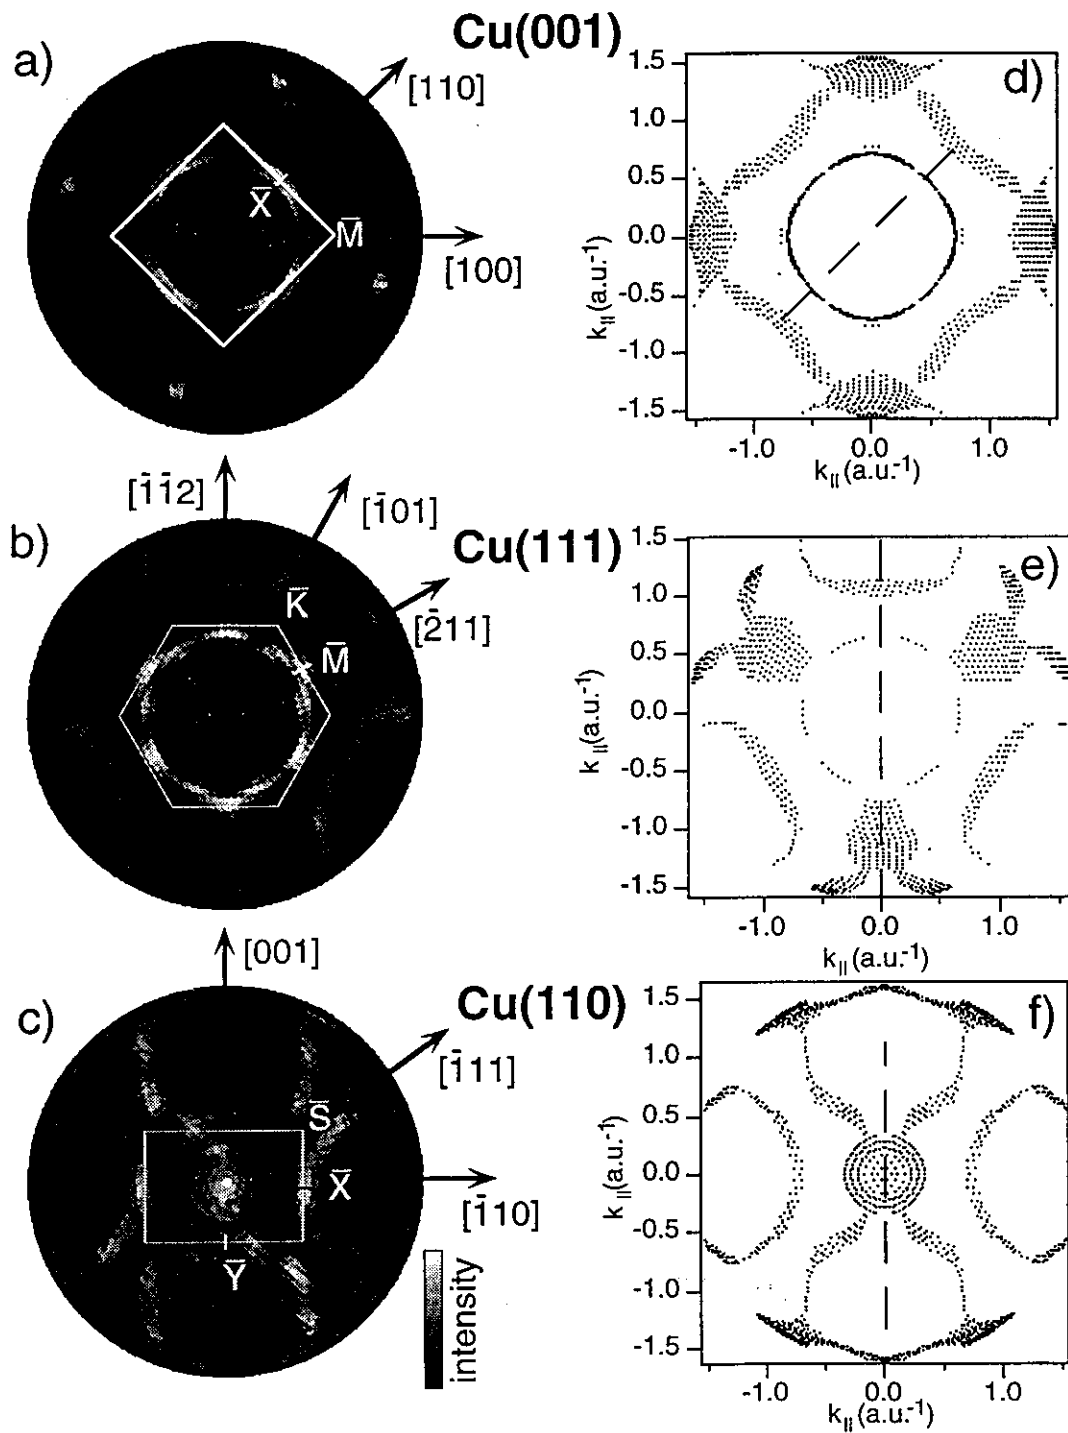 Cu(001)
a)
[110]
X̄
M̄
[100]
d)
1.5
1.0
0.5
0.0
-0.5
-1.0
-1.5
k||(a.u.-1)
-1.0 0.0 1.0
k||(a.u.-1)
Cu(111)
b)
[1̄1̄2]
[1̄01]
[2̄11]
K̄
M̄
e)
1.5
1.0
0.5
0.0
-0.5
-1.0
-1.5
k||(a.u.-1)
-1.0 0.0 1.0
k||(a.u.-1)
Cu(110)
c)
[001]
[1̄11]
S̄
X̄
[1̄10]
Ȳ
intensity
f)
1.5
1.0
0.5
0.0
-0.5
-1.0
-1.5
k||(a.u.-1)
-1.0 0.0 1.0
k||(a.u.-1)